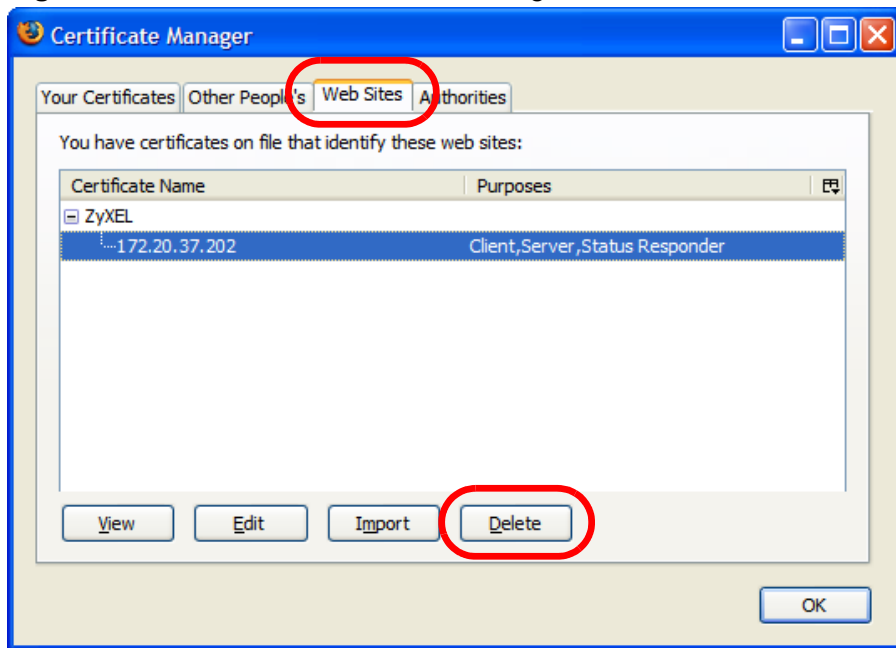 Certificate Manager
Your Certificates Other People's Web Sites Authorities
You have certificates on file that identify these web sites:
Certificate Name Purposes
ZyXEL
172.20.37.202 Client,Server,Status Responder
View Edit Import Delete
OK